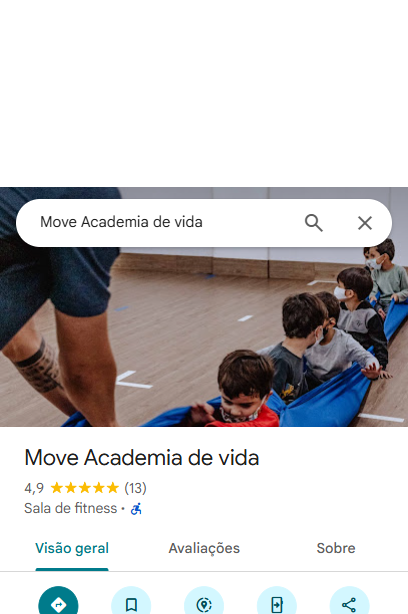 Move Academia de vida
Move Academia de vida
4,9 ★★★★★ (13)
Sala de fitness ·
Visão geral Avaliações Sobre